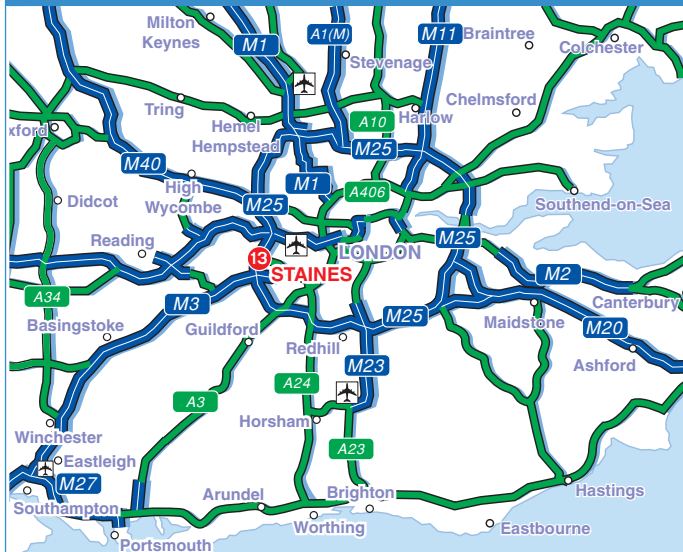 Milton
Keynes
M1
A1(M)
M11
Braintree
Colchester
Stevenage
Tring
Hemel
Hempstead
A10
Harlow
Chelmsford
xford
M25
M40
High
Wycombe
M1
A406
Didcot
M25
Southend-on-Sea
Reading
M25
LONDON
13
STAINES
M2
A34
M3
Canterbury
Basingstoke
Guildford
M25
Maidstone
M20
Redhill
Ashford
M23
A3
A24
Horsham
Winchester
A23
Eastleigh
M27
Hastings
Southampton
Arundel
Brighton
Worthing
Eastbourne
Portsmouth